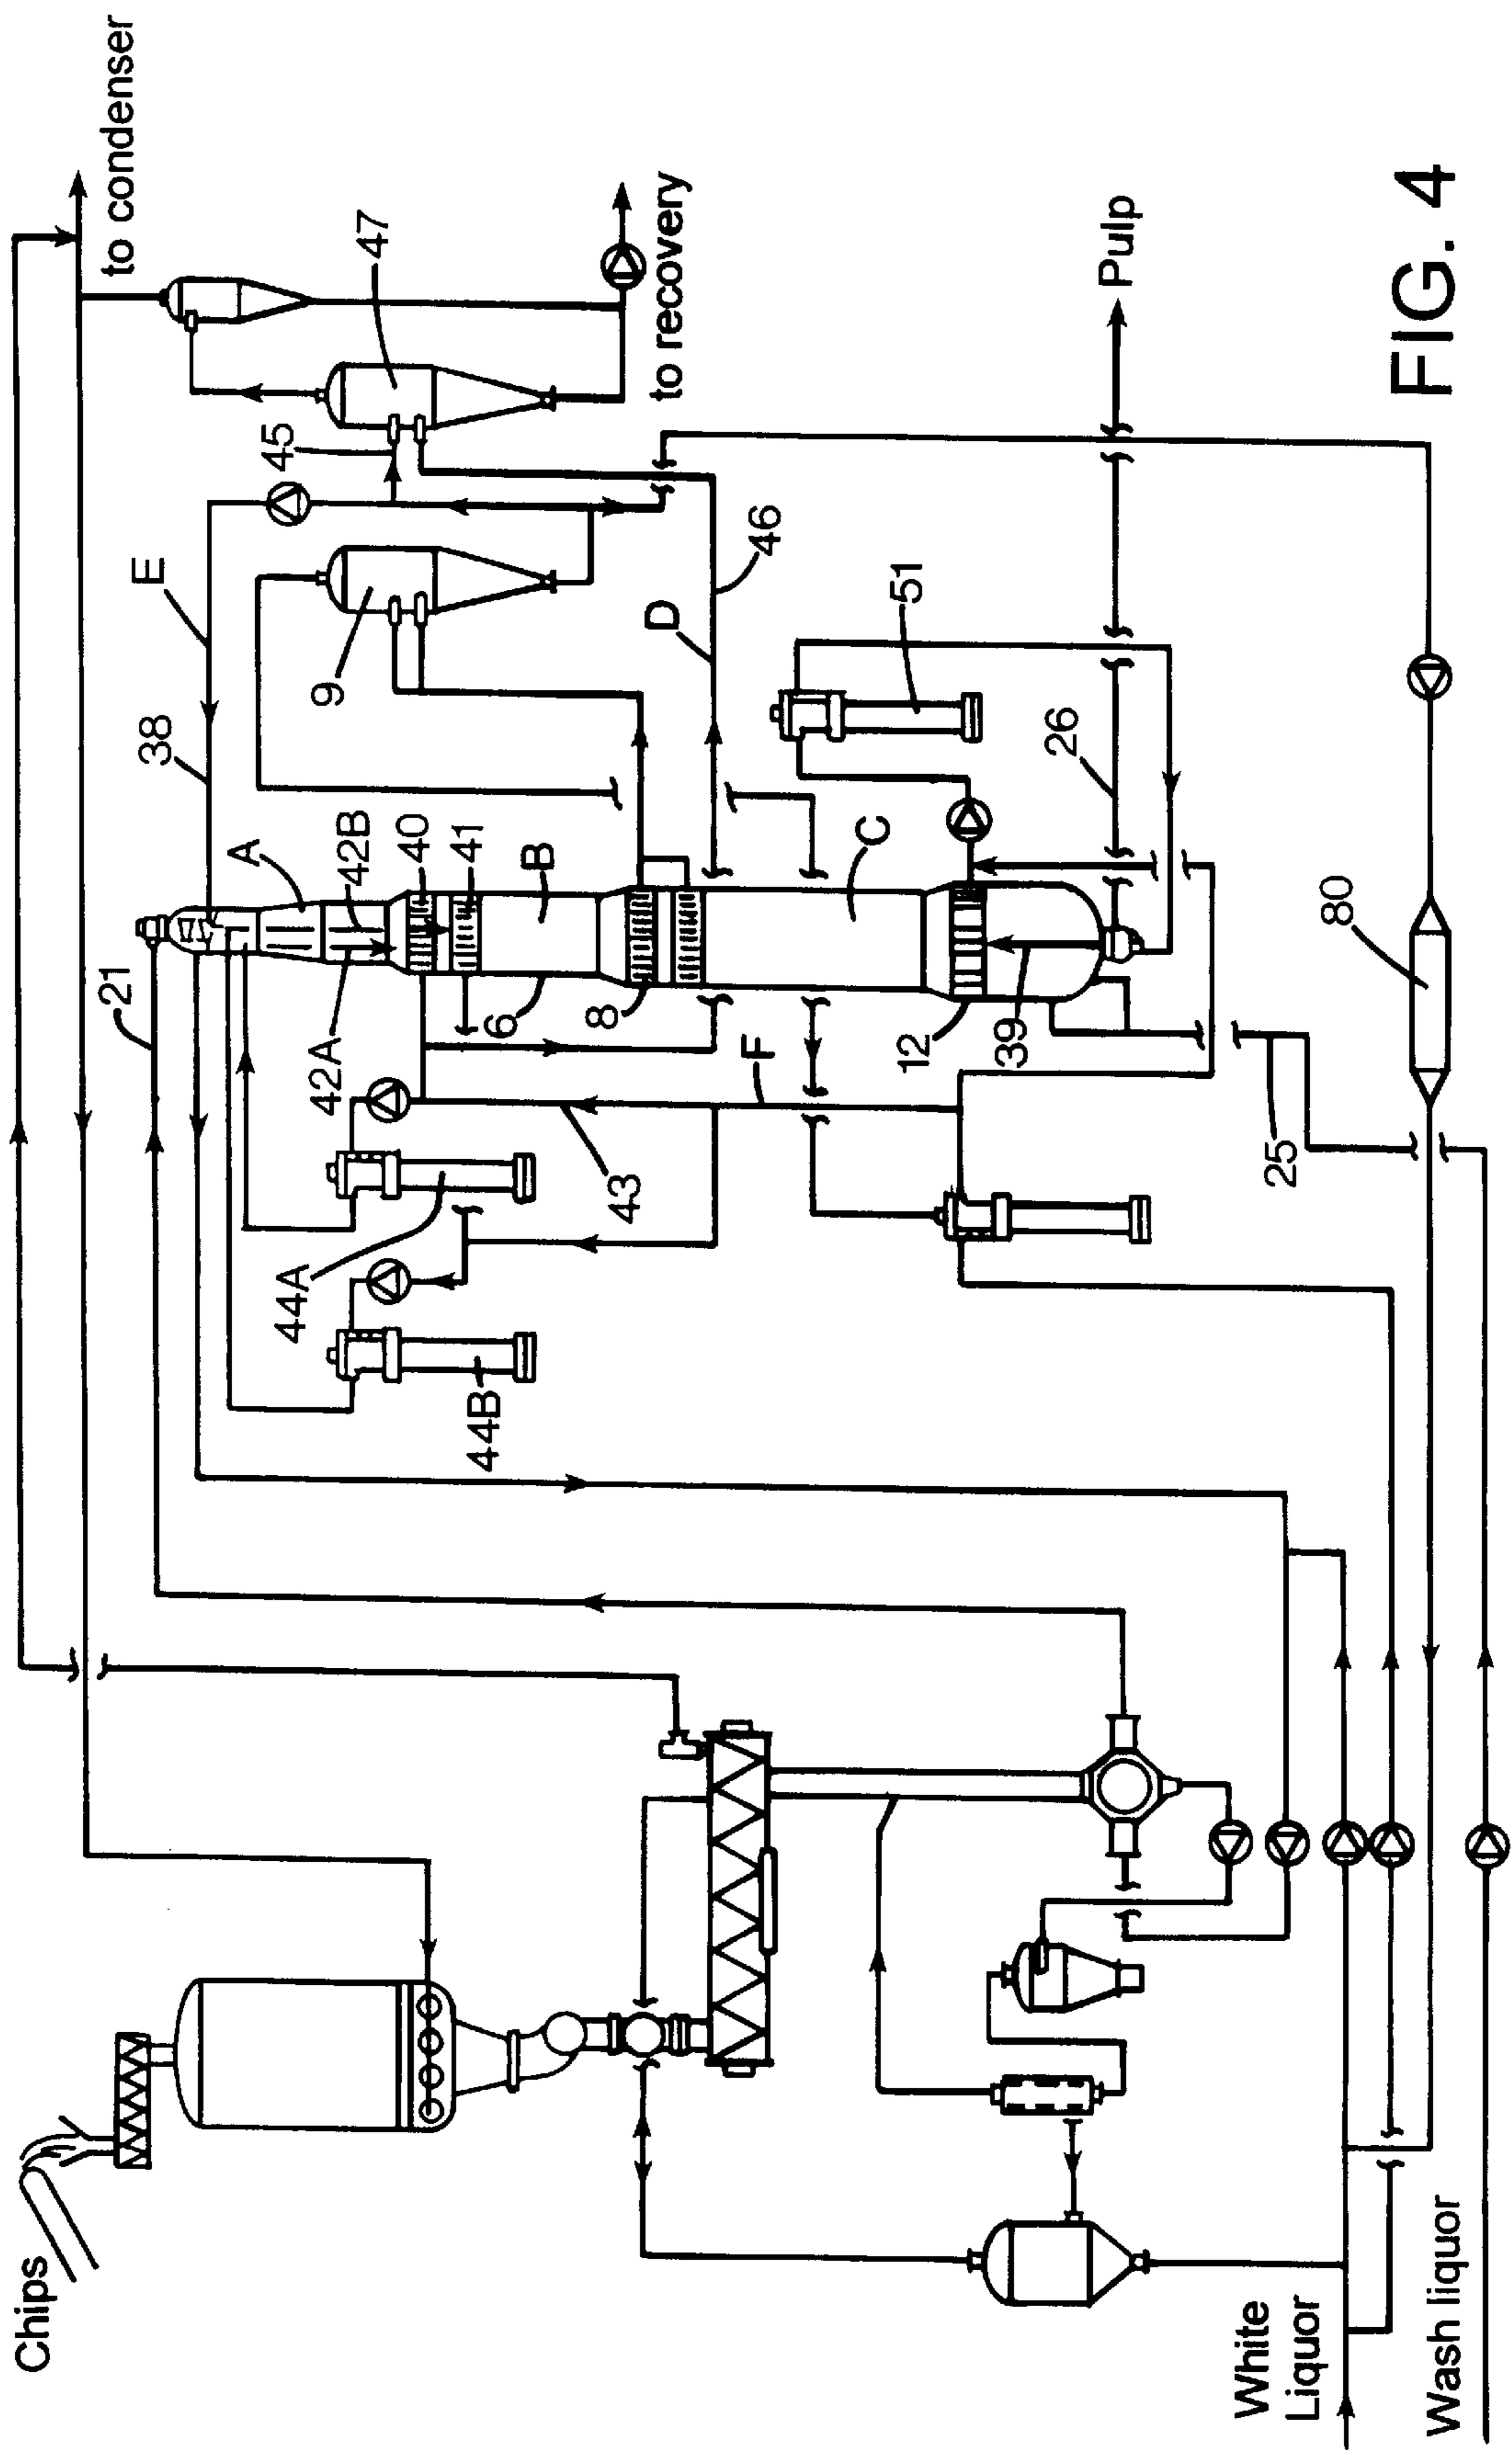 Chips
21
A
42A
42B
40
41
38
E
to condenser
47
45
9
B
6
8
44A
44B
43
F
D
46
to recovery
C
51
12
39
26
Pulp
25
80
White
Liquor
Wash liquor
FIG. 4